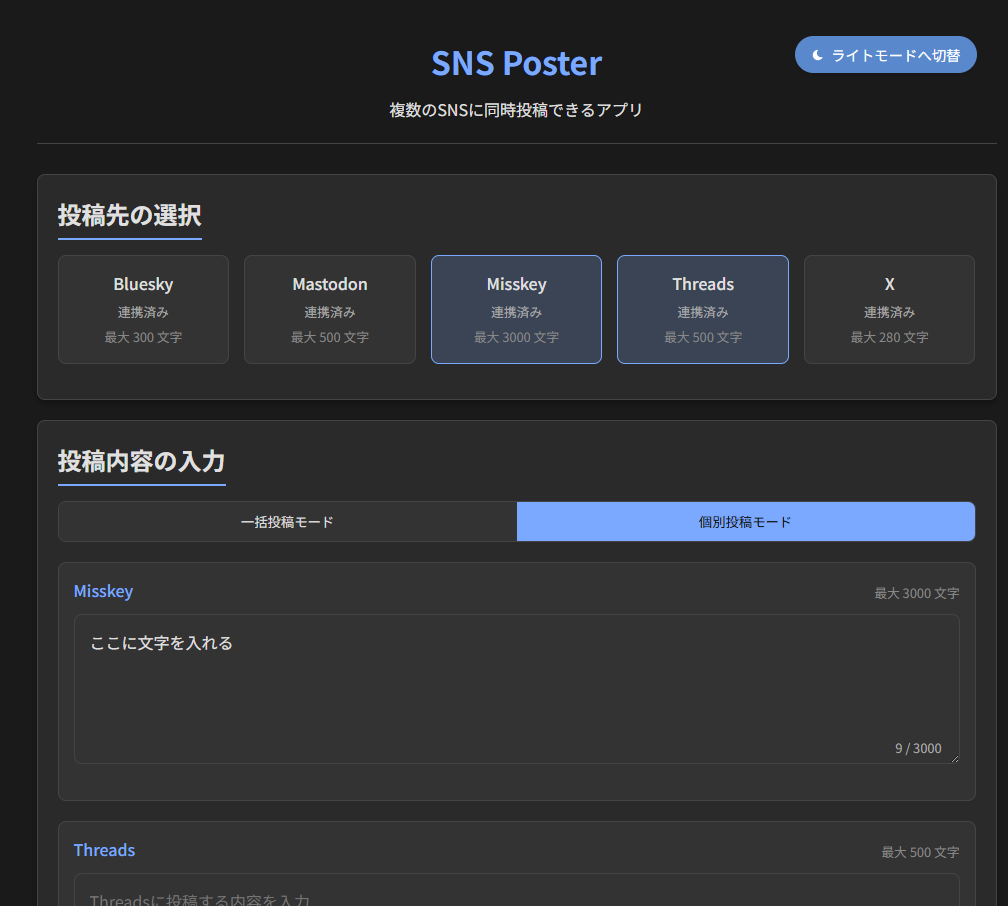 SNS Poster
ライトモードへ切替
複数のSNSに同時投稿できるアプリ
投稿先の選択
Bluesky
連携済み
最大 300 文字
Mastodon
連携済み
最大 500 文字
Misskey
連携済み
最大 3000 文字
Threads
連携済み
最大 500 文字
X
連携済み
最大 280 文字
投稿内容の入力
一括投稿モード
個別投稿モード
Misskey
最大 3000 文字
ここに文字を入れる
9 / 3000
Threads
最大 500 文字
Threadsに投稿する内容を入力